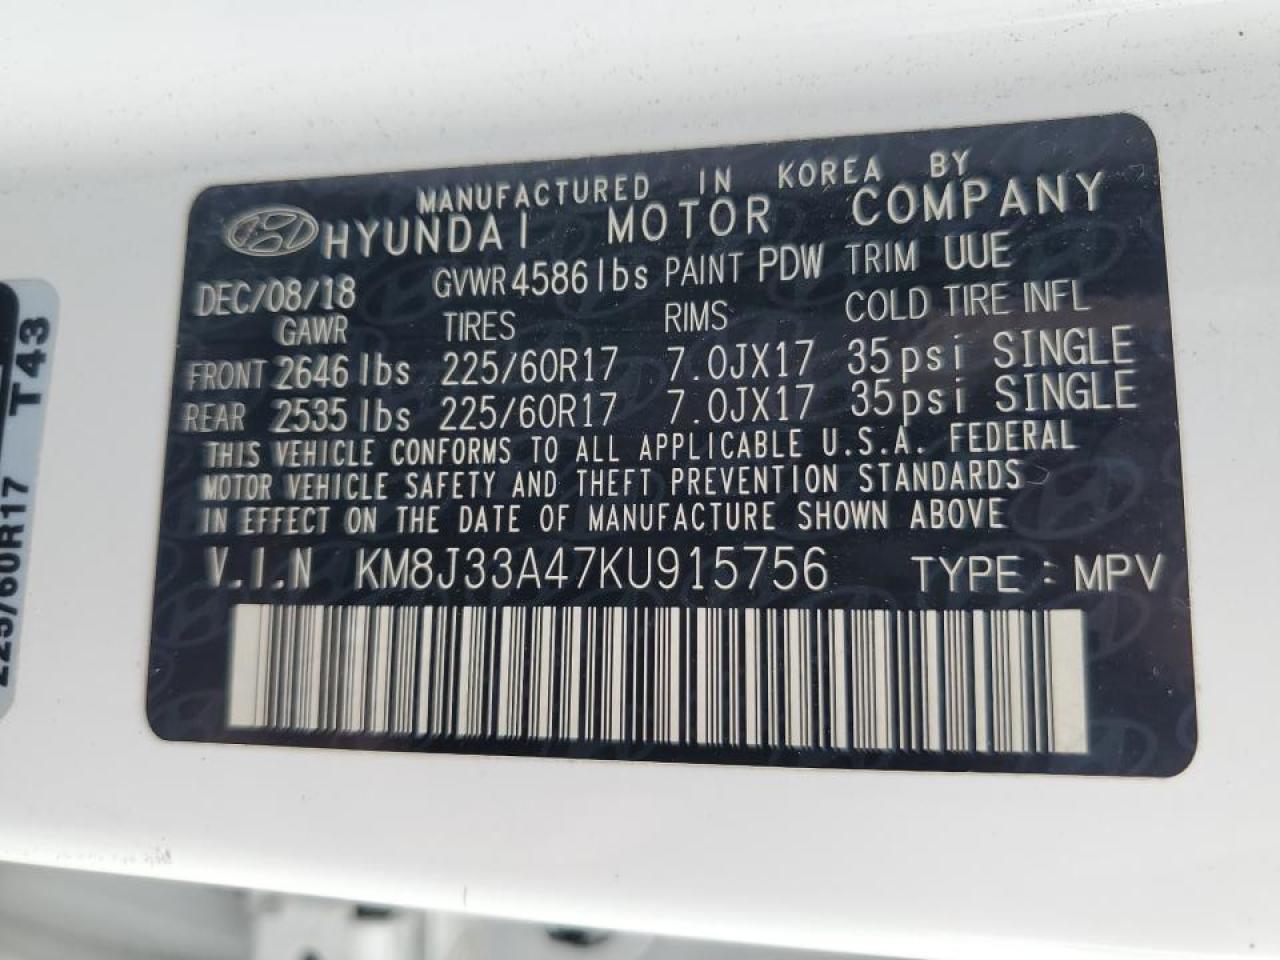 MANUFACTURED IN KOREA BY
HYUNDAI MOTOR COMPANY
DEC/08/18 GVWR 4586 lbs PAINT PDW TRIM UUE
GAWR TIRES RIMS COLD TIRE INFL
FRONT 2646 lbs 225/60R17 7.0JX17 35psi SINGLE
REAR 2535 lbs 225/60R17 7.0JX17 35psi SINGLE
THIS VEHICLE CONFORMS TO ALL APPLICABLE U.S.A. FEDERAL
MOTOR VEHICLE SAFETY AND THEFT PREVENTION STANDARDS
IN EFFECT ON THE DATE OF MANUFACTURE SHOWN ABOVE
V.I.N KM8J33A47KU915756 TYPE : MPV
225/60R17 T43